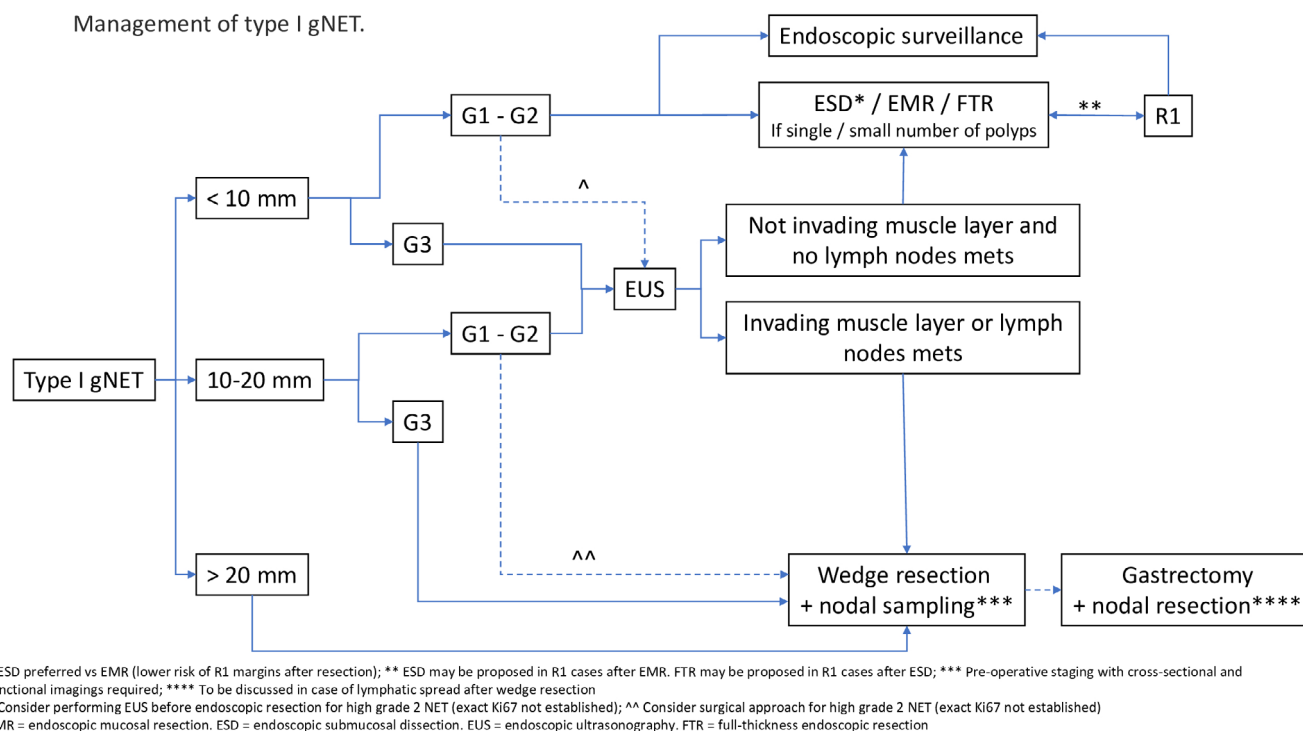 Management of type I gNET.
Endoscopic surveillance
G1 - G2
ESD* / EMR / FTR
If single / small number of polyps
**
R1
^
< 10 mm
G3
Not invading muscle layer and
no lymph nodes mets
EUS
G1 - G2
Invading muscle layer or lymph
nodes mets
Type I gNET
10-20 mm
G3
^^
> 20 mm
Wedge resection
+ nodal sampling***
Gastrectomy
+ nodal resection****
ESD preferred vs EMR (lower risk of R1 margins after resection); ** ESD may be proposed in R1 cases after EMR. FTR may be proposed in R1 cases after ESD; *** Pre-operative staging with cross-sectional and
nctional imagings required; **** To be discussed in case of lymphatic spread after wedge resection
Consider performing EUS before endoscopic resection for high grade 2 NET (exact Ki67 not established); ^^ Consider surgical approach for high grade 2 NET (exact Ki67 not established)
MR = endoscopic mucosal resection. ESD = endoscopic submucosal dissection. EUS = endoscopic ultrasonography. FTR = full-thickness endoscopic resection